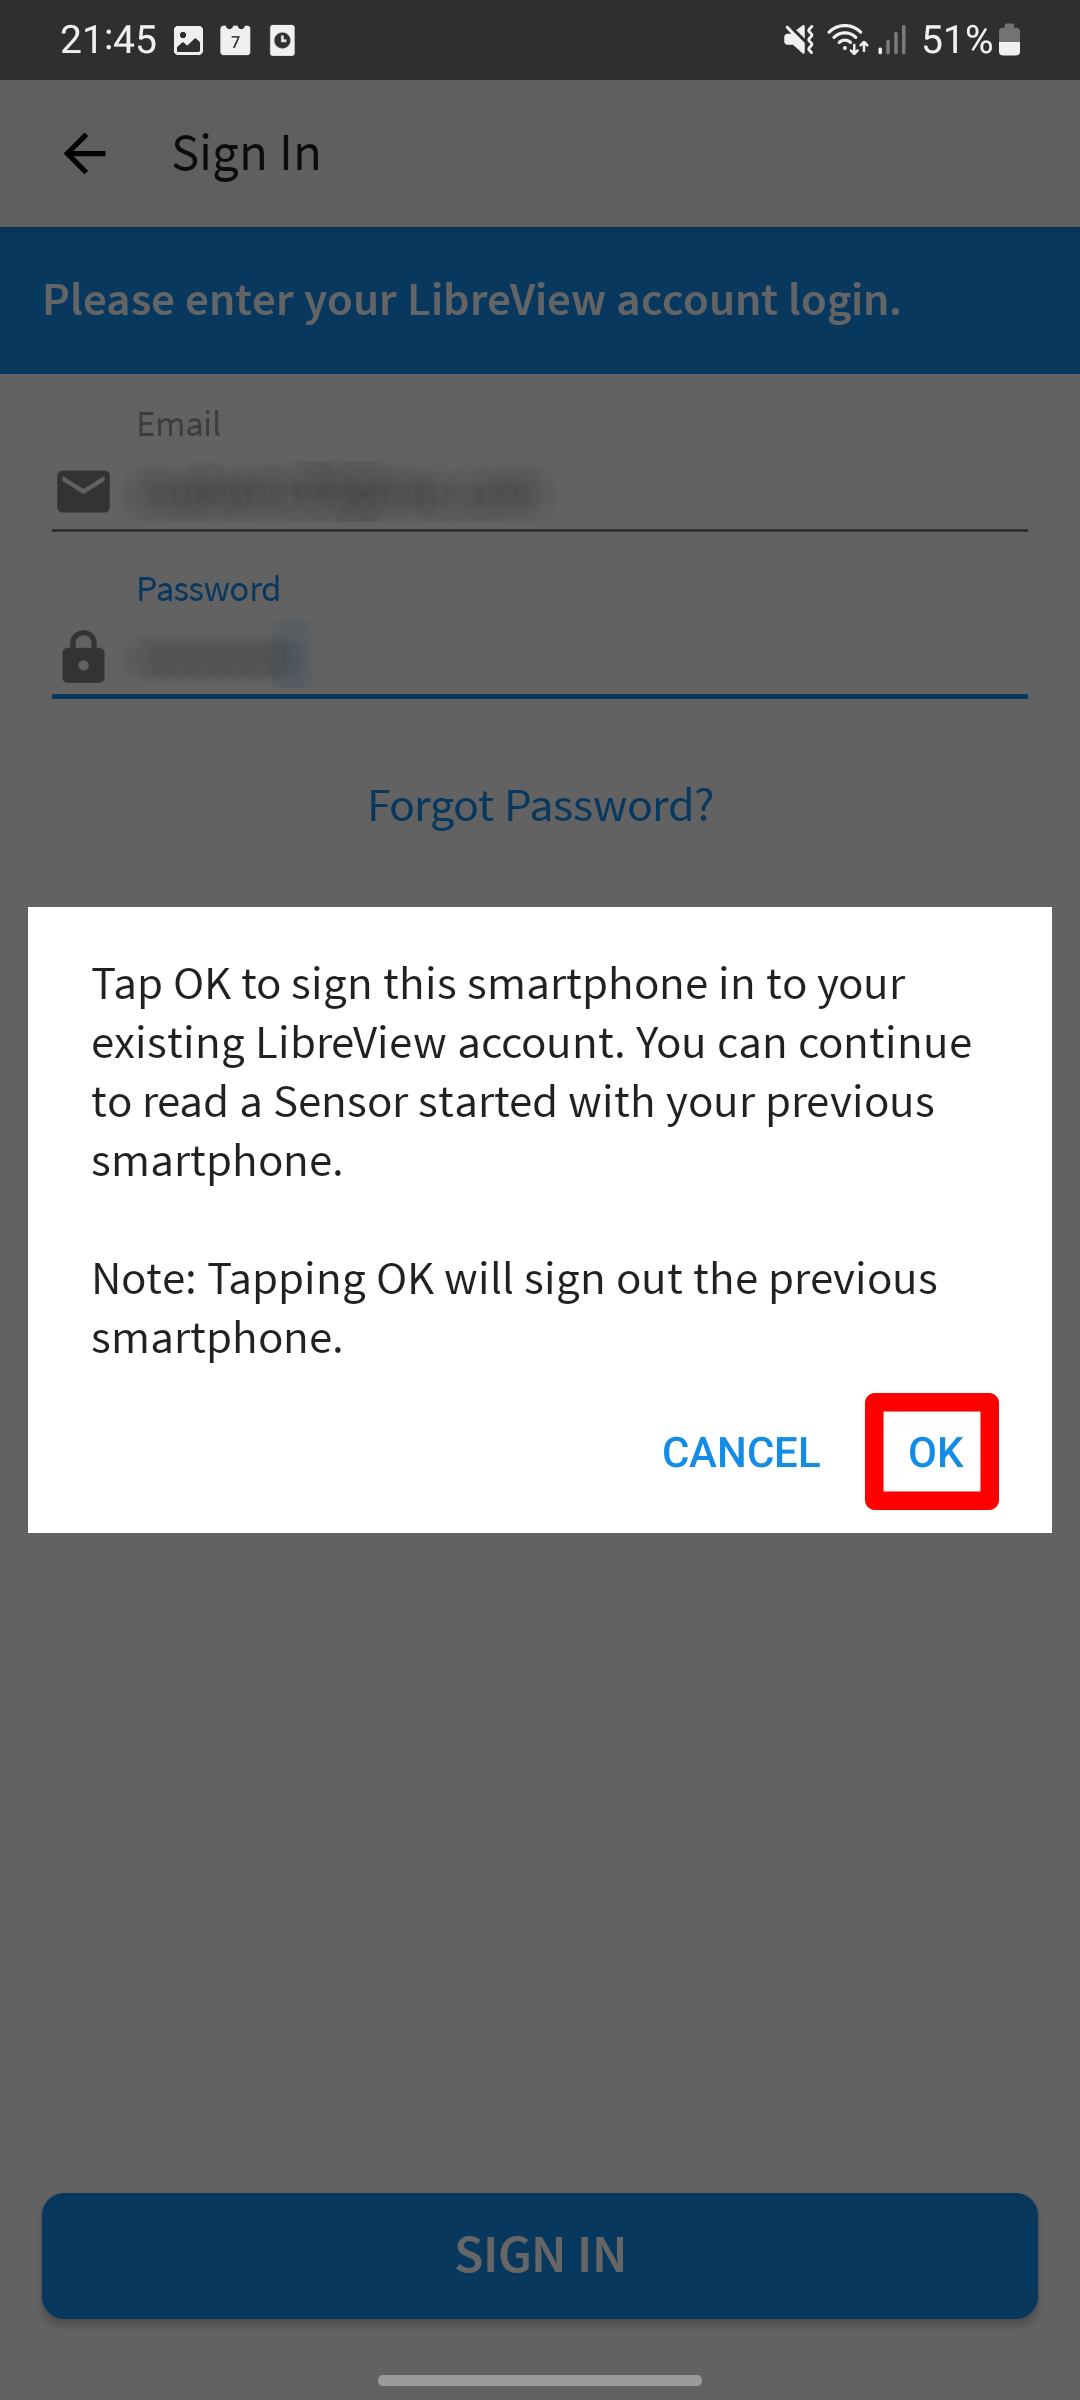 21:45 7 51%
Sign In
Please enter your LibreView account login.
Email
Password
Forgot Password?
Tap OK to sign this smartphone in to your
existing LibreView account. You can continue
to read a Sensor started with your previous
smartphone.
Note: Tapping OK will sign out the previous
smartphone.
CANCEL OK
SIGN IN